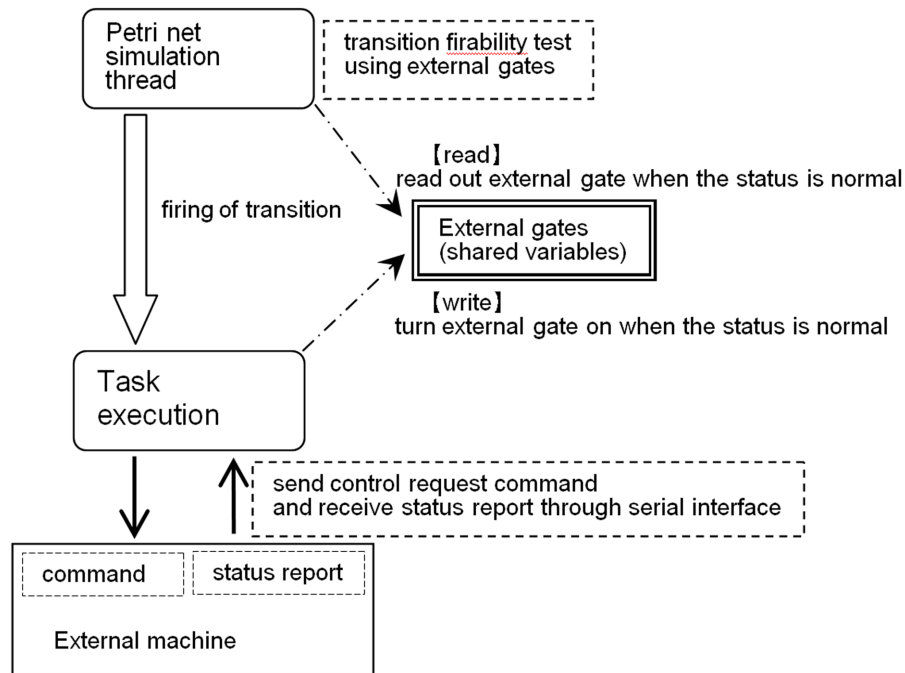 Petri net
simulation
thread
transition firability test
using external gates
【read】
read out external gate when the status is normal
firing of transition
External gates
(shared variables)
【write】
turn external gate on when the status is normal
Task
execution
send control request command
and receive status report through serial interface
command
status report
External machine